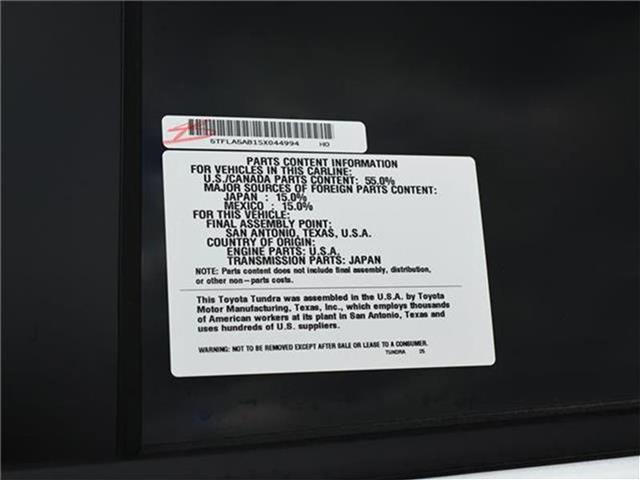 5TFLA5AB1SX044994 HO
PARTS CONTENT INFORMATION
FOR VEHICLES IN THIS CARLINE:
U.S./CANADA PARTS CONTENT: 55.0%
MAJOR SOURCES OF FOREIGN PARTS CONTENT:
JAPAN : 15.0%
MEXICO : 15.0%
FOR THIS VEHICLE:
FINAL ASSEMBLY POINT:
SAN ANTONIO, TEXAS, U.S.A.
COUNTRY OF ORIGIN:
ENGINE PARTS: U.S.A.
TRANSMISSION PARTS: JAPAN
NOTE: Parts content does not include final assembly, distribution,
or other non-parts costs.
This Toyota Tundra was assembled in the U.S.A. by Toyota
Motor Manufacturing, Texas, Inc., which employs thousands
of American workers at its plant in San Antonio, Texas and
uses hundreds of U.S. suppliers.
WARNING: NOT TO BE REMOVED EXCEPT AFTER SALE OR LEASE TO A CONSUMER.
TUNDRA 25